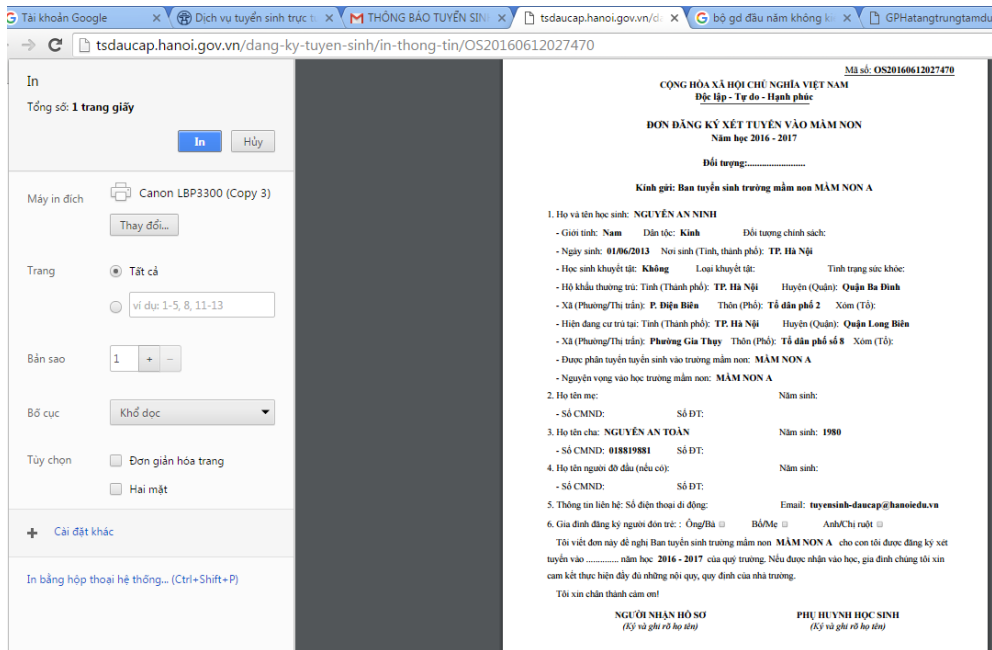 Tài khoản Google
Dịch vụ tuyển sinh trực tu
THÔNG BÁO TUYỂN SIN
tsdaucap.hanoi.gov.vn/d
bộ gd đầu năm không
GPHatangtrungtamdu
tsdaucap.hanoi.gov.vn/dang-ky-tuyen-sinh/in-thong-tin/OS20160612027470
In
Tổng số: 1 trang giấy
In Hủy
Máy in đích Canon LBP3300 (Copy 3)
Thay đổi...
Trang Tất cả
ví dụ: 1-5, 8, 11-13
Bản sao 1 + −
Bố cục Khổ dọc
Tùy chọn Đơn giản hóa trang
Hai mặt
+ Cài đặt khác
In bằng hộp thoại hệ thống... (Ctrl+Shift+P)
Mã số: OS20160612027470
CỘNG HÒA XÃ HỘI CHỦ NGHĨA VIỆT NAM
Độc lập - Tự do - Hạnh phúc
ĐƠN ĐĂNG KÝ XÉT TUYỂN VÀO MÀM NON
Năm học 2016 - 2017
Đối tượng:........................
Kính gửi: Ban tuyển sinh trường mầm non MẦM NON A
1. Họ và tên học sinh: NGUYỄN AN NINH
- Giới tính: Nam Dân tộc: Kinh Đối tượng chính sách:
- Ngày sinh: 01/06/2013 Nơi sinh (Tỉnh, thành phố): TP. Hà Nội
- Học sinh khuyết tật: Không Loại khuyết tật: Tình trạng sức khỏe:
- Hộ khẩu thường trú: Tỉnh (Thành phố): TP. Hà Nội Huyện (Quận): Quận Ba Đình
- Xã (Phường/Thị trấn): P. Điện Biên Thôn (Phố): Tổ dân phố 2 Xóm (Tổ):
- Hiện đang cư trú tại: Tỉnh (Thành phố): TP. Hà Nội Huyện (Quận): Quận Long Biên
- Xã (Phường/Thị trấn): Phường Gia Thụy Thôn (Phố): Tổ dân phố số 8 Xóm (Tổ):
- Được phân tuyến tuyển sinh vào trường mầm non: MẦM NON A
- Nguyện vọng vào học trường mầm non: MẦM NON A
2. Họ tên mẹ: Năm sinh:
- Số CMND: Số ĐT:
3. Họ tên cha: NGUYỄN AN TOÀN Năm sinh: 1980
- Số CMND: 018819881 Số ĐT:
4. Họ tên người đỡ đầu (nếu có): Năm sinh:
- Số CMND: Số ĐT:
5. Thông tin liên hệ: Số điện thoại di động: Email: tuyensinh-daucap@hanoiedu.vn
6. Gia đình đăng ký người đón trẻ: : Ông/Bà Bố/Mẹ Anh/Chị ruột
Tôi viết đơn này đề nghị Ban tuyển sinh trường mầm non MẦM NON A cho con tôi được đăng ký xét
tuyển vào .............. năm học 2016 - 2017 của quý trường. Nếu được nhận vào học, gia đình chúng tôi xin
cam kết thực hiện đầy đủ những nội quy, quy định của nhà trường.
Tôi xin chân thành cảm ơn!
NGƯỜI NHẬN HỒ SƠ PHỤ HUYNH HỌC SINH
(Ký và ghi rõ họ tên) (Ký và ghi rõ họ tên)